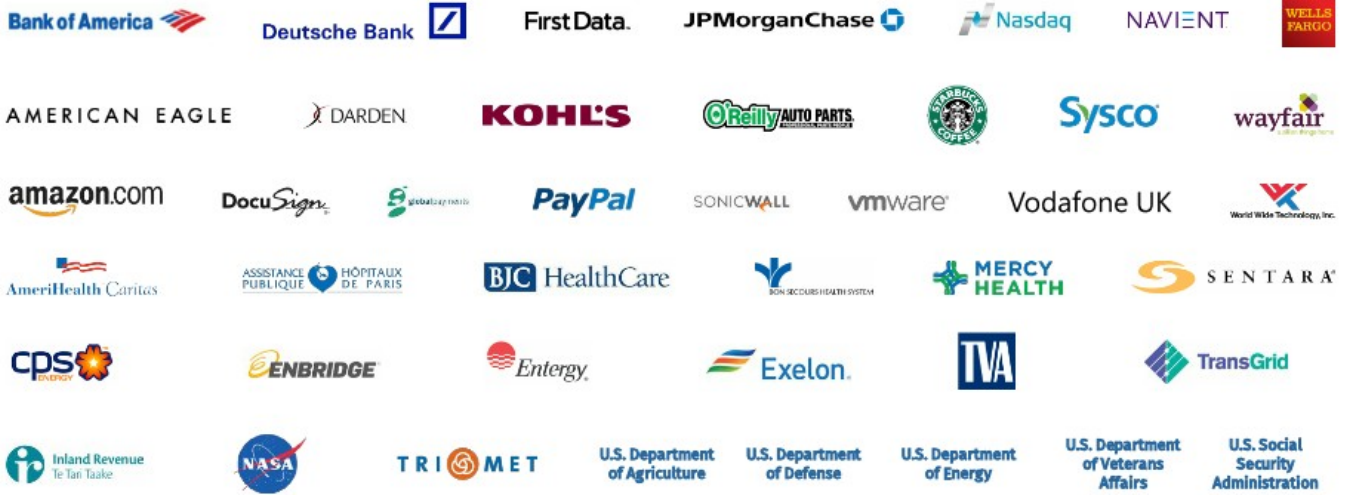 Bank of America
Deutsche Bank
First Data.
JPMorganChase
Nasdaq
NAVIENT
WELLS
FARGO
AMERICAN EAGLE
DARDEN
KOHL'S
O'Reilly AUTO PARTS
STARBUCKS
COFFEE
Sysco
wayfair
amazon.com
DocuSign
globalpayments
PayPal
SONICWALL
vmware
Vodafone UK
World Wide Technology, Inc.
AmeriHealth Caritas
ASSISTANCE HÔPITAUX
PUBLIQUE DE PARIS
BJC HealthCare
BON SECOURS HEALTH SYSTEM
MERCY
HEALTH
SENTARA
cps
ENERGY
ENBRIDGE
Entergy
Exelon
TVA
TransGrid
Inland Revenue
Te Tari Taake
NASA
TRI MET
U.S. Department
of Agriculture
U.S. Department
of Defense
U.S. Department
of Energy
U.S. Department
of Veterans
Affairs
U.S. Social
Security
Administration